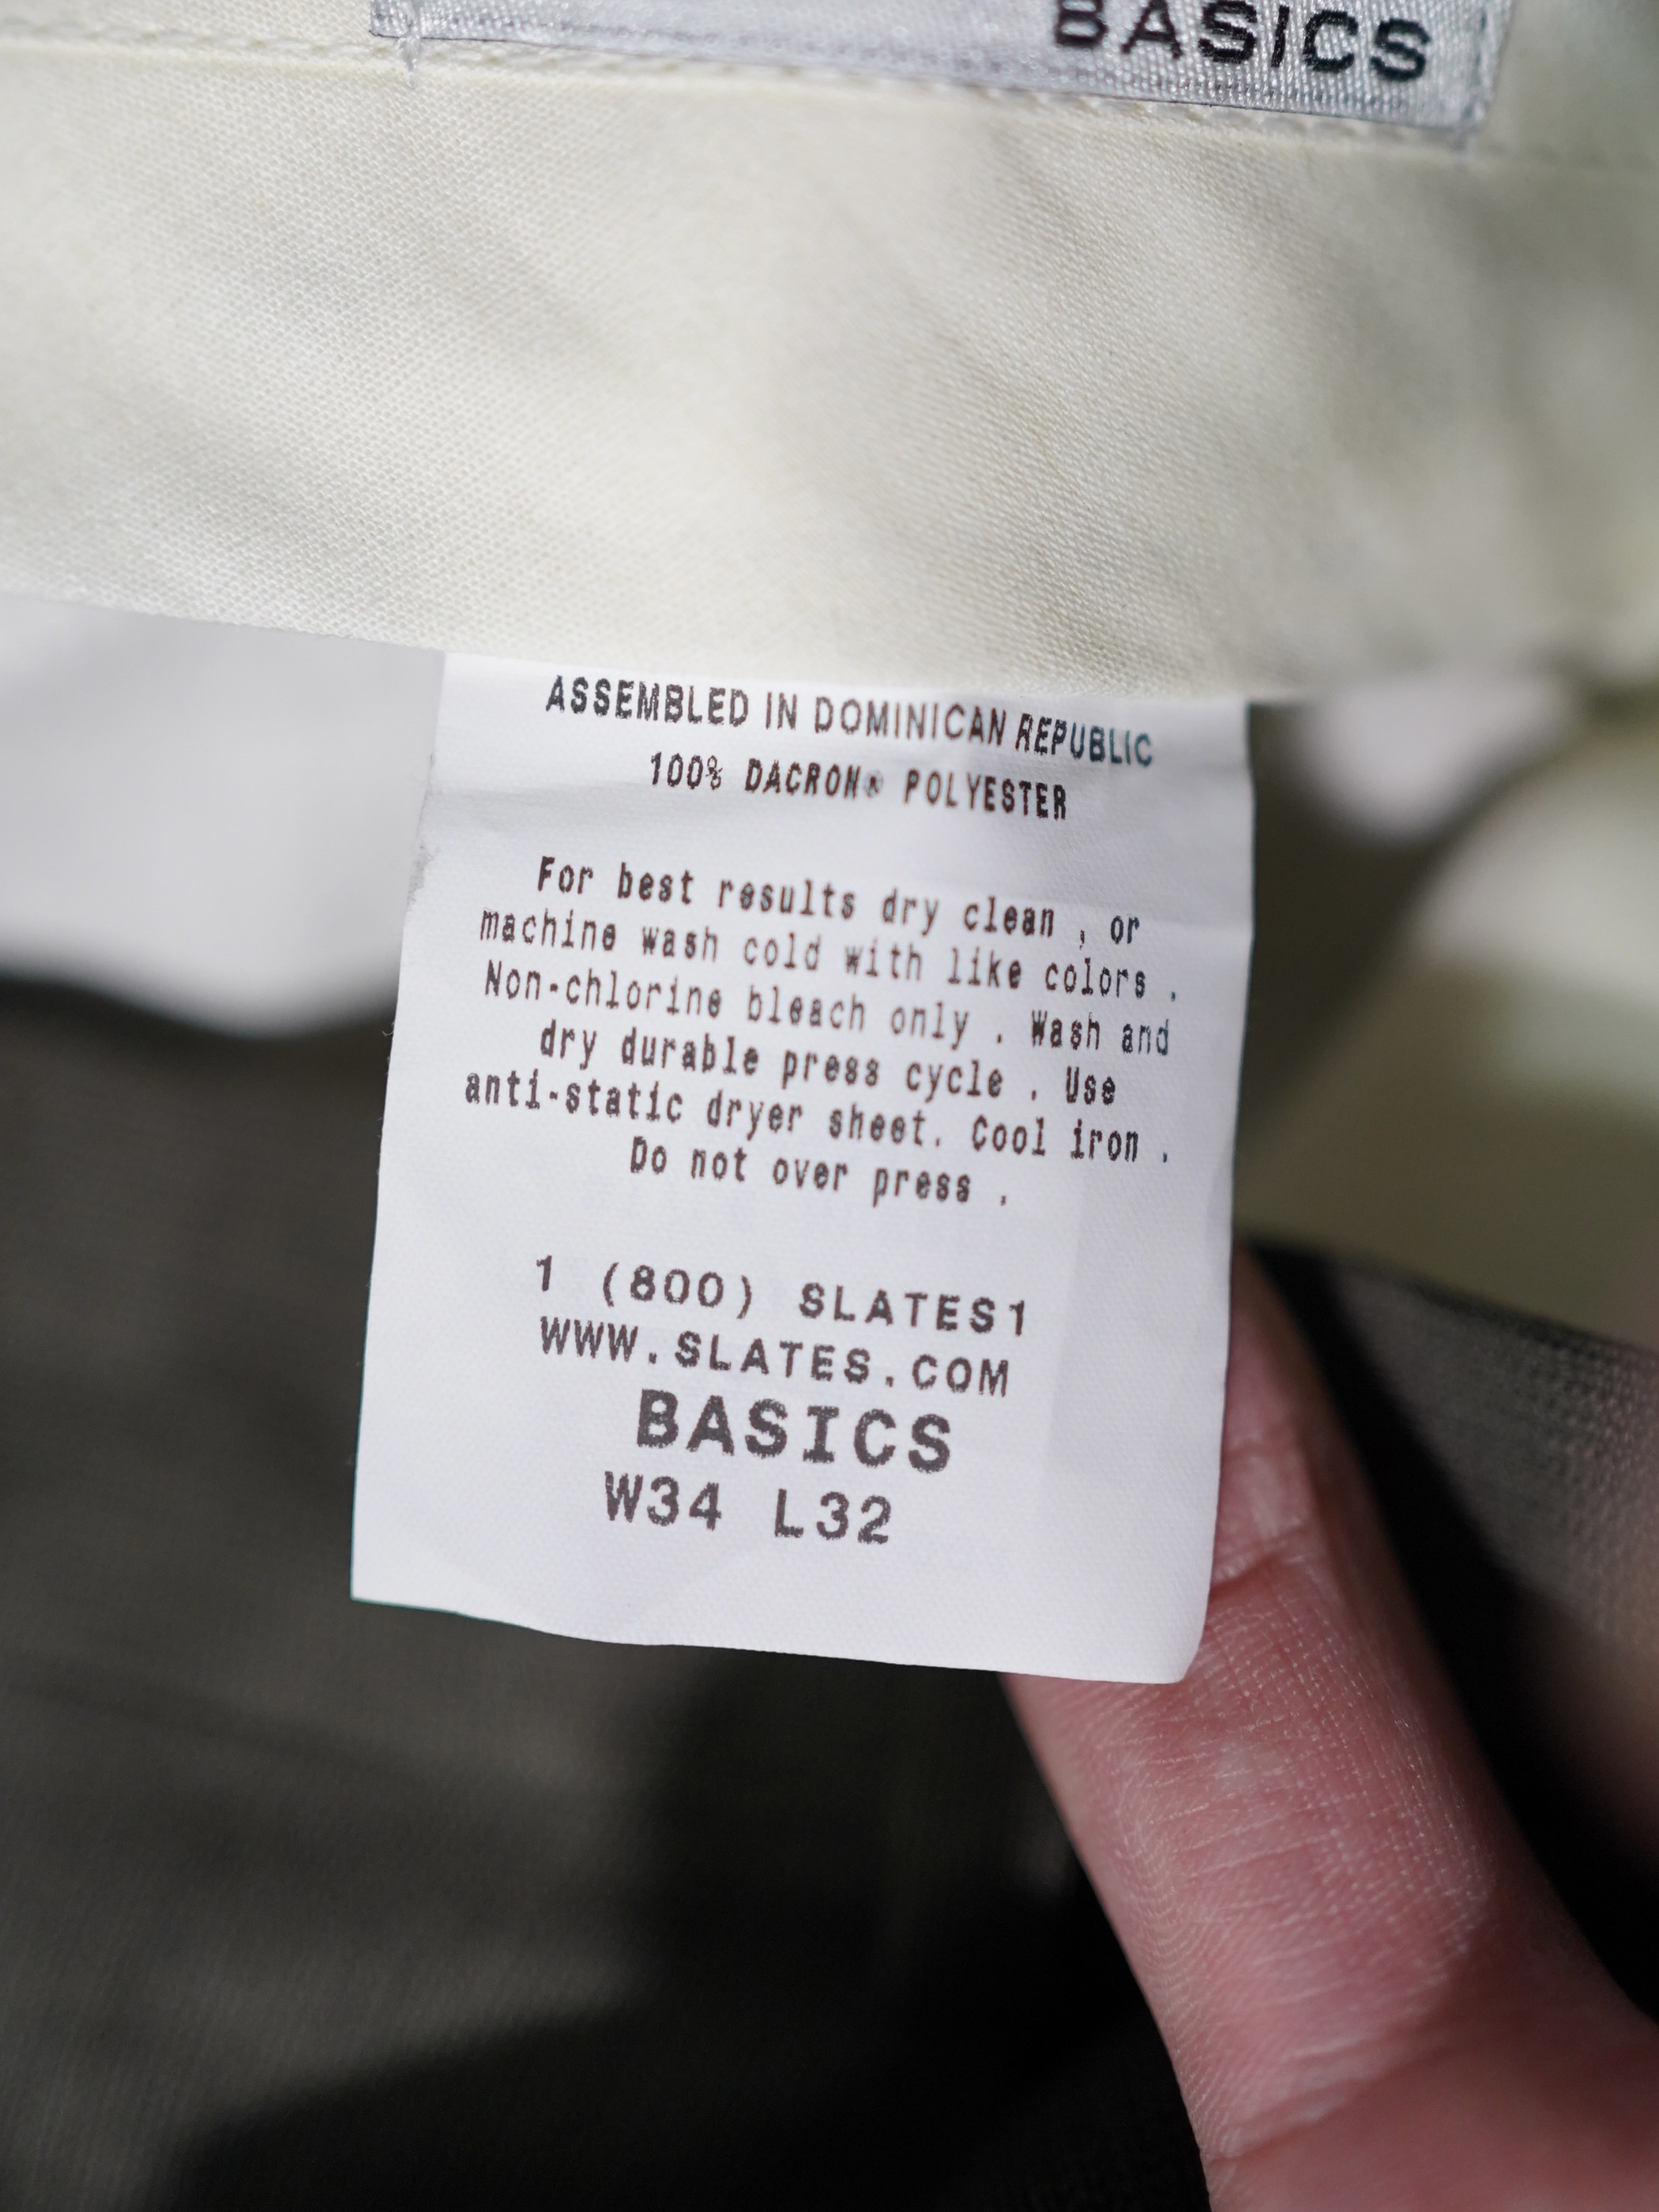 BASICS
ASSEMBLED IN DOMINICAN REPUBLIC
100% DACRON® POLYESTER
For best results dry clean , or
machine wash cold with like colors .
Non-chlorine bleach only . Wash and
dry durable press cycle . Use
anti-static dryer sheet. Cool iron .
Do not over press .
1 (800) SLATES1
WWW.SLATES.COM
BASICS
W34 L32